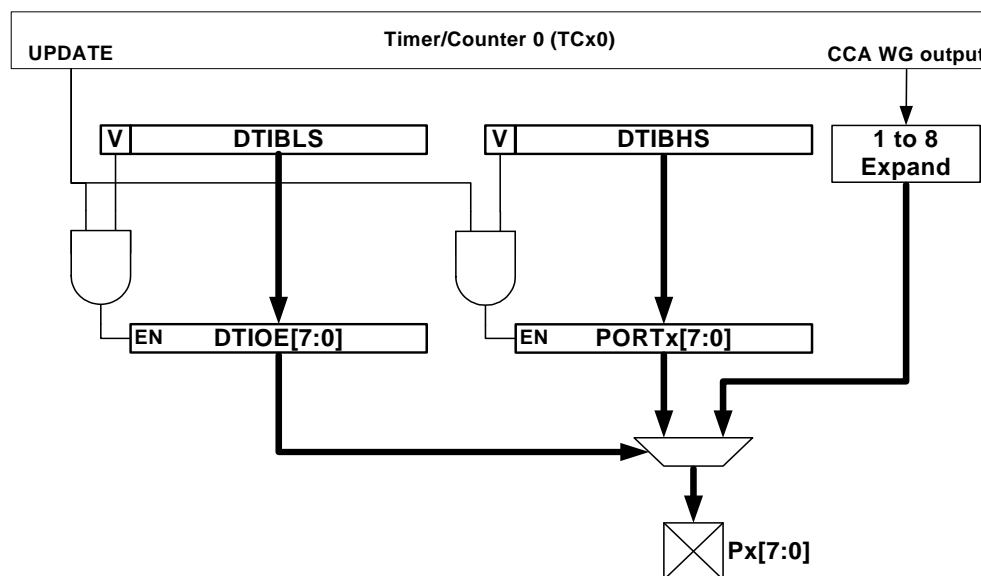 Timer/Counter 0 (TCx0)
UPDATE
CCA WG output
V
DTIBLS
V
DTIBHS
1 to 8
Expand
EN
DTIOE[7:0]
EN
PORTx[7:0]
Px[7:0]